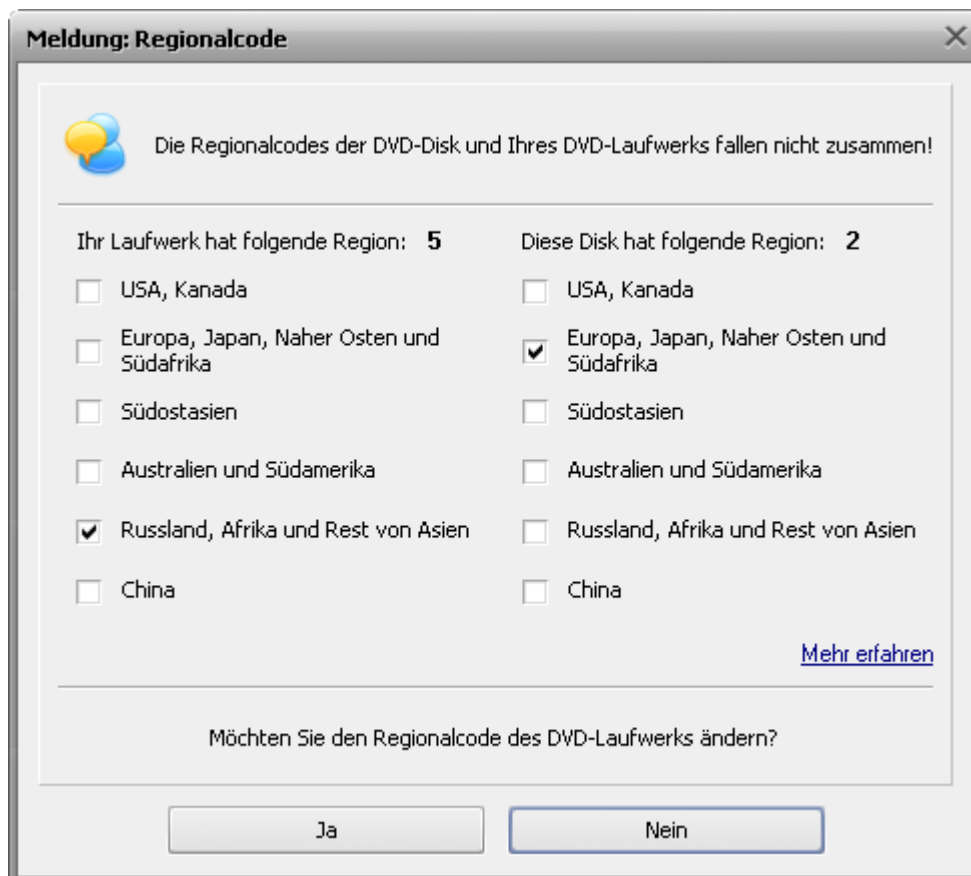 Meldung: Regionalcode
Die Regionalcodes der DVD-Disk und Ihres DVD-Laufwerks fallen nicht zusammen!
Ihr Laufwerk hat folgende Region: 5
USA, Kanada
Europa, Japan, Naher Osten und
Südafrika
Südostasien
Australien und Südamerika
Russland, Afrika und Rest von Asien
China
Diese Disk hat folgende Region: 2
USA, Kanada
Europa, Japan, Naher Osten und
Südafrika
Südostasien
Australien und Südamerika
Russland, Afrika und Rest von Asien
China
Mehr erfahren
Möchten Sie den Regionalcode des DVD-Laufwerks ändern?
Ja
Nein